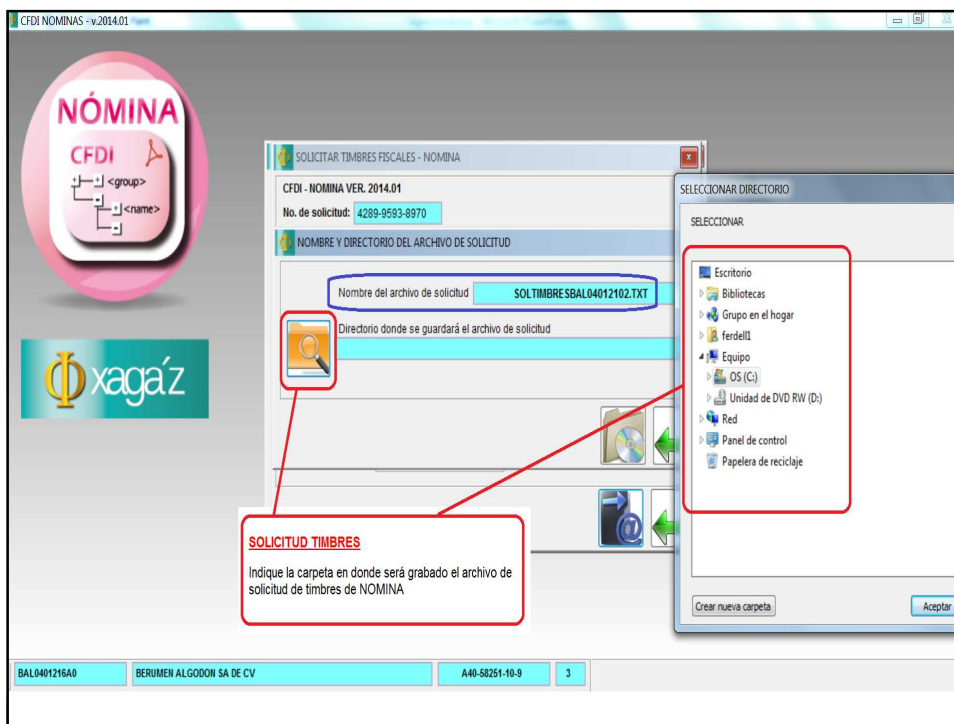 CFDI NOMINAS - v.2014.01
NÓMINA
CFDI
<group>
<name>
xaga'z
SOLICITAR TIMBRES FISCALES - NOMINA
CFDI - NOMINA VER. 2014.01
No. de solicitud: 4289-9593-8970
NOMBRE Y DIRECTORIO DEL ARCHIVO DE SOLICITUD
Nombre del archivo de solicitud SOLTIMBRESBAL04012102.TXT
Directorio donde se guardará el archivo de solicitud
SELECCIONAR DIRECTORIO
SELECCIONAR
Escritorio
Bibliotecas
Grupo en el hogar
ferdell1
Equipo
OS (C:)
Unidad de DVD RW (D:)
Red
Panel de control
Papelera de reciclaje
Crear nueva carpeta Aceptar
SOLICITUD TIMBRES
Indique la carpeta en donde será grabado el archivo de
solicitud de timbres de NOMINA
BAL0401216A0 BERUMEN ALGODON SA DE CV A40-58251-10-9 3